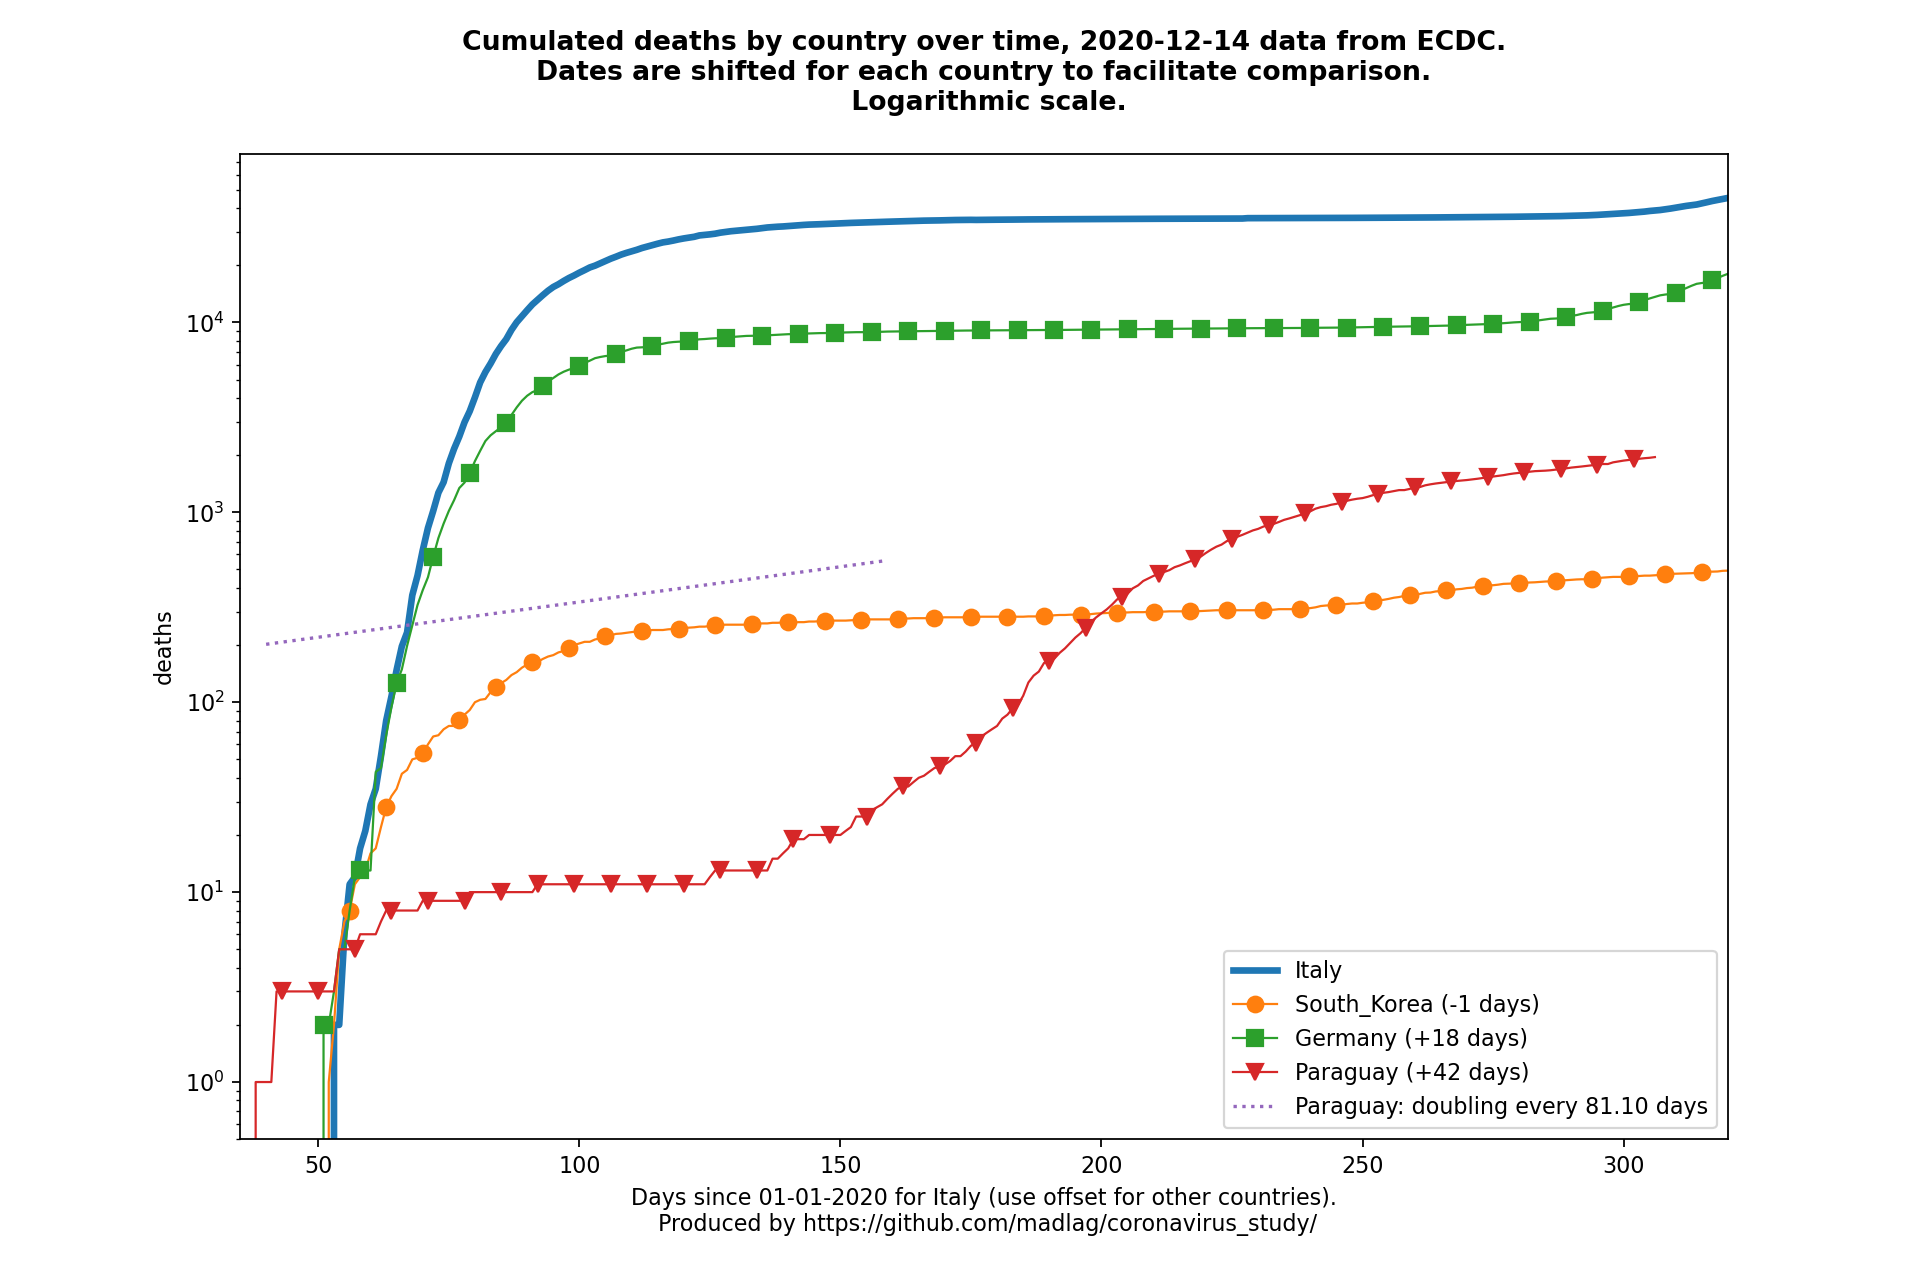 Cumulated deaths by country over time, 2020-12-14 data from ECDC.
Dates are shifted for each country to facilitate comparison.
Logarithmic scale.
deaths
10^4
10^3
10^2
10^1
10^0
50 100 150 200 250 300
Italy
South_Korea (-1 days)
Germany (+18 days)
Paraguay (+42 days)
Paraguay: doubling every 81.10 days
Days since 01-01-2020 for Italy (use offset for other countries).
Produced by https://github.com/madlag/coronavirus_study/